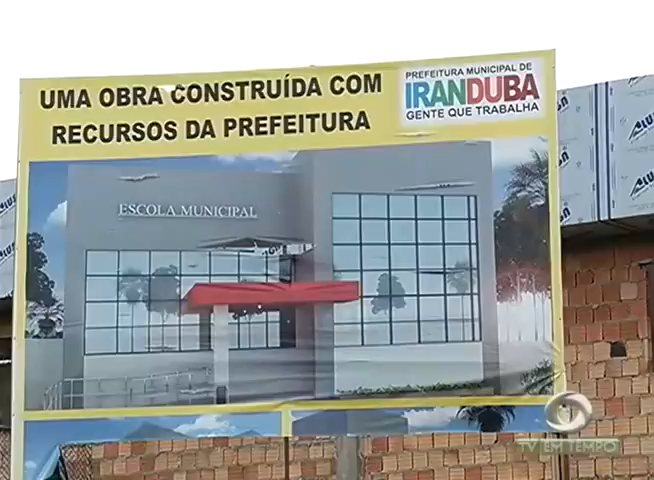 UMA OBRA CONSTRUÍDA COM
RECURSOS DA PREFEITURA
PREFEITURA MUNICIPAL DE
IRANDUBA
GENTE QUE TRABALHA
ESCOLA MUNICIPAL
TV EM TEMPO